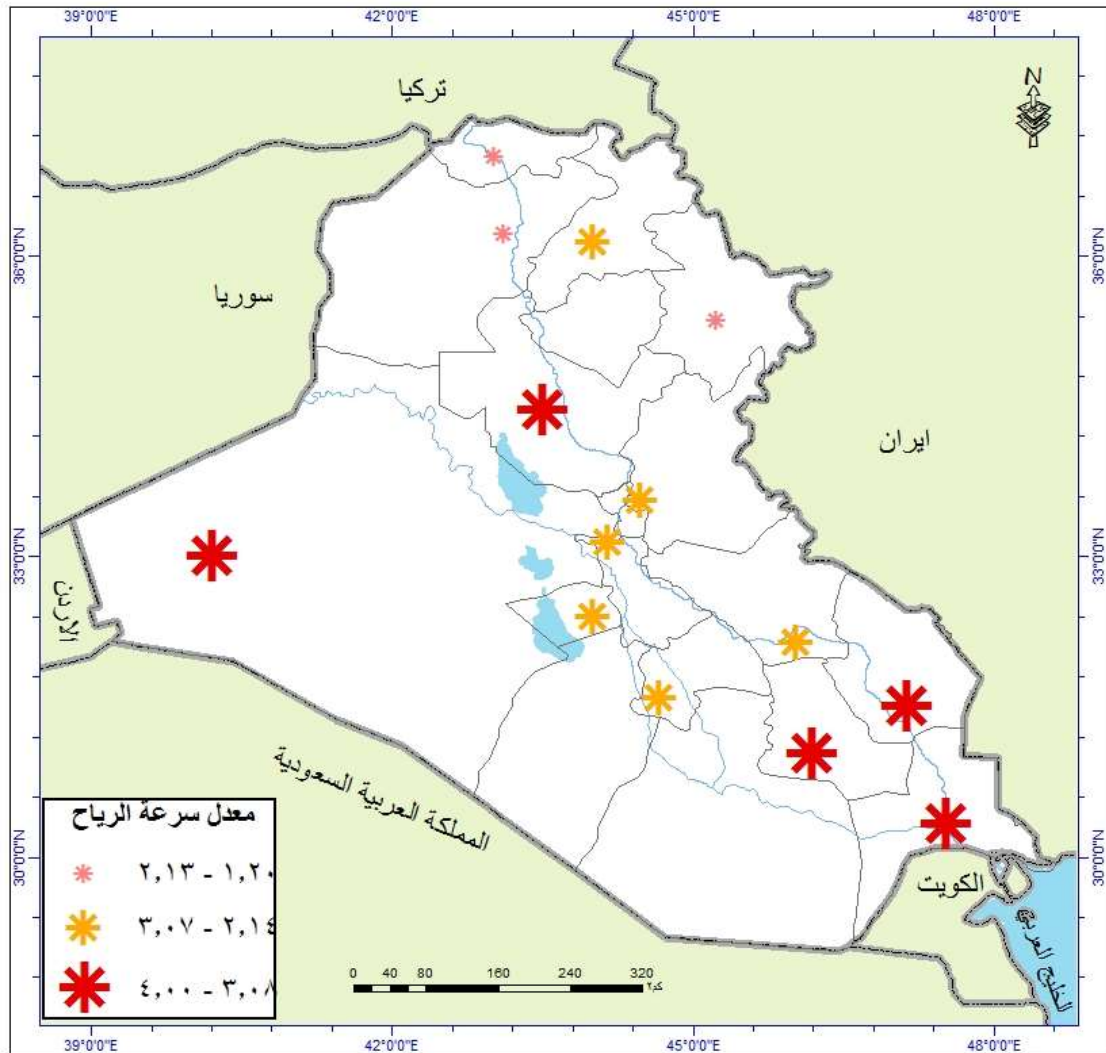 39°0'0"E 42°0'0"E 45°0'0"E 48°0'0"E
N
تركيا
36°0'0"N 36°0'0"N
سوريا
ايران
33°0'0"N 33°0'0"N
الاردن
المملكة العربية السعودية
30°0'0"N 30°0'0"N
الكويت
الخليج العربي
معدل سرعة الرياح
١,٢٠ - ٢,١٣
٢,١٤ - ٣,٠٧
٣,٠٨ - ٤,٠٠
0 40 80 160 240 320
كم٢
39°0'0"E 42°0'0"E 45°0'0"E 48°0'0"E